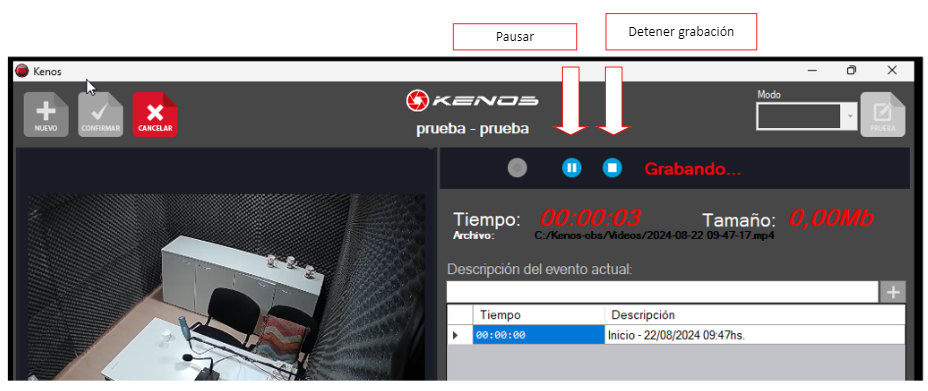 Pausar
Detener grabación
Kenos
NUEVO
CONFIRMAR
CANCELAR
KENOS
prueba - prueba
Modo
PRUEBA
Grabando...
Tiempo: 00:00:03 Tamaño: 0,00Mb
Archivo: C:/Kenos-obs/Videos/2024-08-22 09-47-17.mp4
Descripción del evento actual:
Tiempo Descripción
00:00:00 Inicio - 22/08/2024 09:47hs.